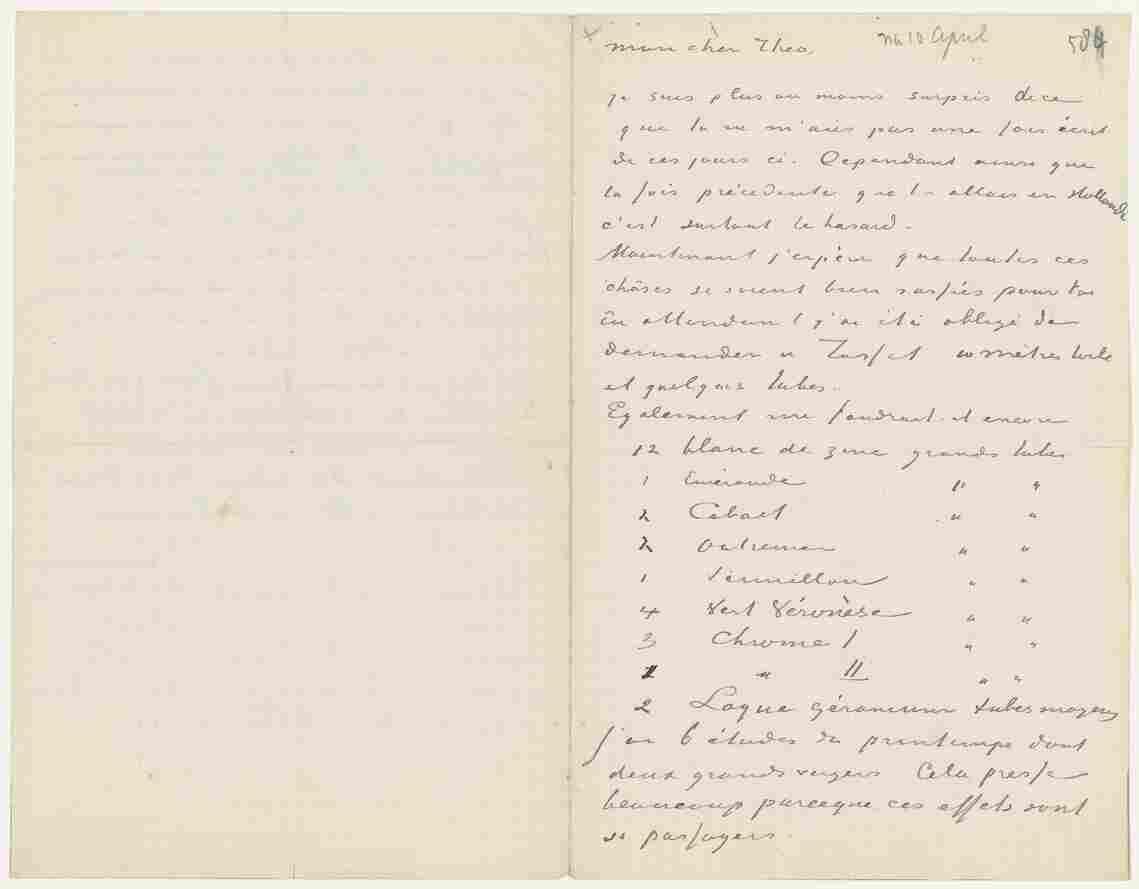 mon cher Theo,
na 10 April
584
je suis plus ou moins surpris de ce
que tu ne m'aies pas une fois écrit
de ces jours ci. Cependant ainsi que
la fois précédente que tu allais en Hollande
c'est surtout le hasard.
Maintenant j'espère que toutes ces
chôses se soient bien passées pour toi
En attendant j'ai été obligé de
demander à Tasset 10 mètres toile
et quelques tubes.
Egalement me faudrait-il encore
12 blanc de zinc grands tubes
1 Emeraude " "
2 Cobalt " "
2 outremer " "
1 Vermillon " "
4 Vert Véronèse " "
3 Chrome I " "
1 " II " "
2 Laque géranium tubes moyens
j'ai 6 études de printemps dont
deux grands vergers Cela presse
beaucoup parceque ces effets sont
si passagers.